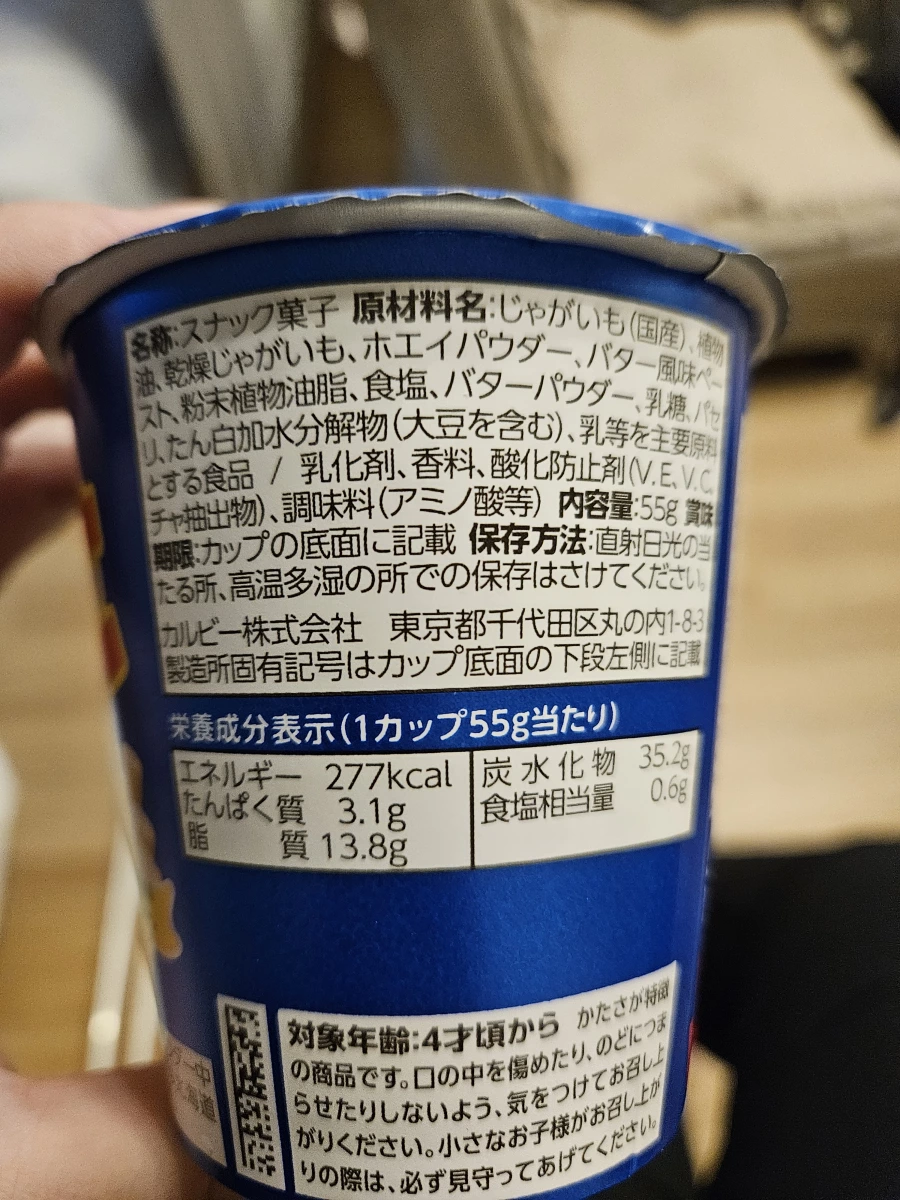 名称:スナック菓子 原材料名:じゃがいも(国産)、植物
油、乾燥じゃがいも、ホエイパウダー、バター風味ペー
スト、粉末植物油脂、食塩、バターパウダー、乳糖、パセ
リ、たん白加水分解物(大豆を含む)、乳等を主要原料
とする食品 / 乳化剤、香料、酸化防止剤(V.E、V.C、
チャ抽出物)、調味料(アミノ酸等) 内容量:55g 賞味
期限:カップの底面に記載 保存方法:直射日光の当
たる所、高温多湿の所での保存はさけてください。
カルビー株式会社 東京都千代田区丸の内1-8-3
製造所固有記号はカップ底面の下段左側に記載
栄養成分表示(1カップ55g当たり)
エネルギー 277kcal
たんぱく質 3.1g
脂質 13.8g
炭水化物 35.2g
食塩相当量 0.6g
対象年齢:4才頃から かたさが特徴
の商品です。口の中を傷めたり、のどにつま
らせたりしないよう、気をつけてお召し上
がりください。小さなお子様がお召し上が
りの際は、必ず見守ってあげてください。
ンター中
海道